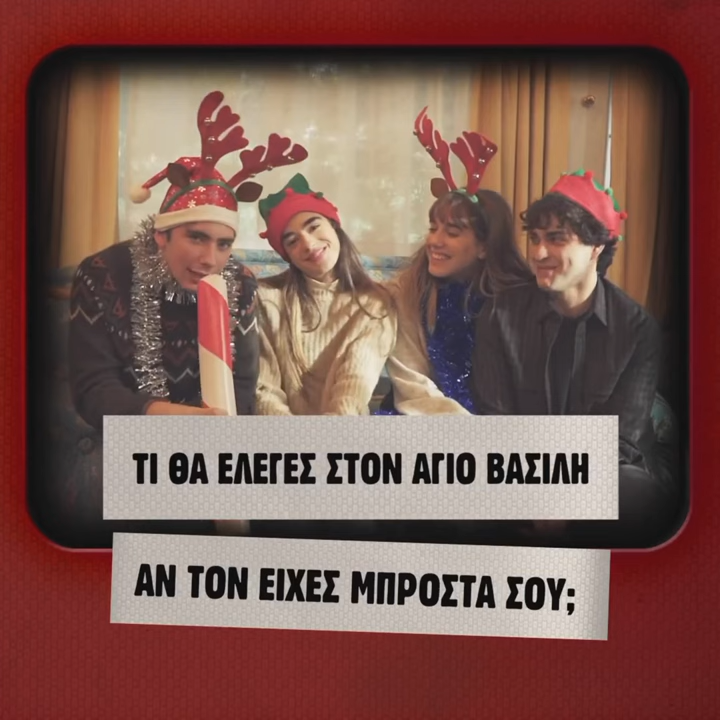 ΤΙ ΘΑ ΕΛΕΓΕΣ ΣΤΟΝ ΑΓΙΟ ΒΑΣΙΛΗ
ΑΝ ΤΟΝ ΕΙΧΕΣ ΜΠΡΟΣΤΑ ΣΟΥ;